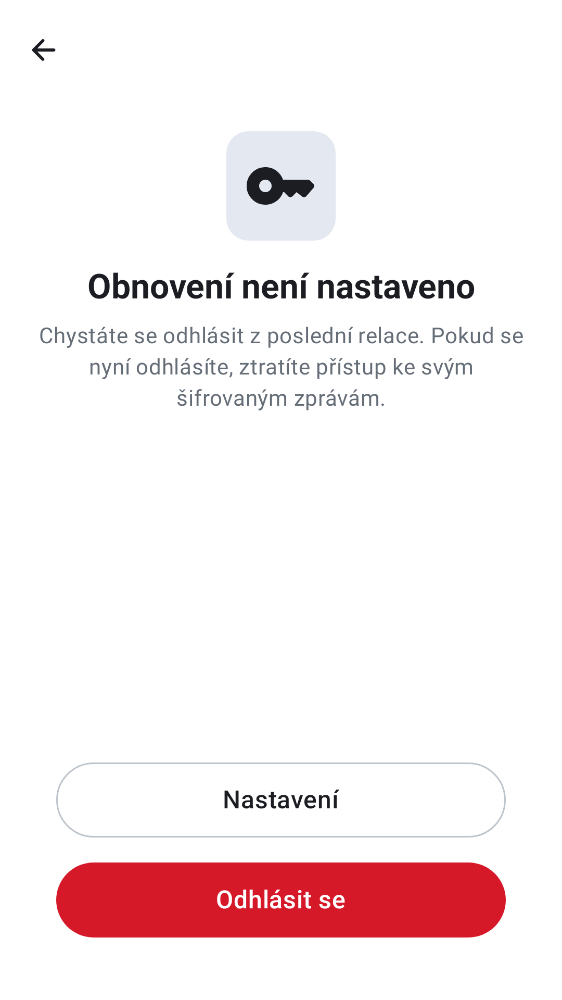 Obnovení není nastaveno
Chystáte se odhlásit z poslední relace. Pokud se
nyní odhlásíte, ztratíte přístup ke svým
šifrovaným zprávám.
Nastavení
Odhlásit se